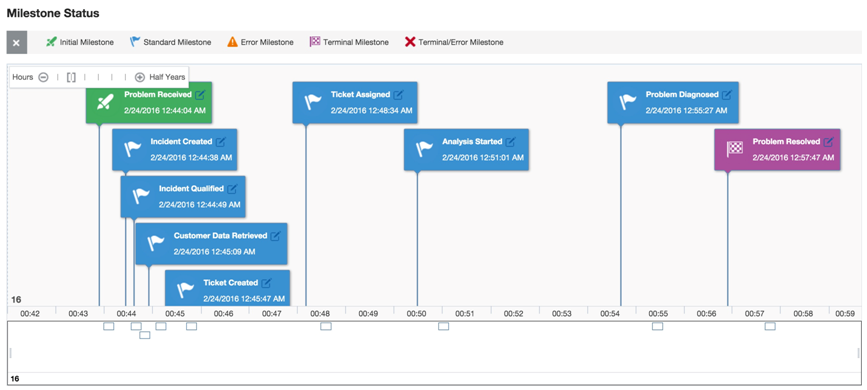 Milestone Status
Initial Milestone Standard Milestone Error Milestone Terminal Milestone Terminal/Error Milestone
Hours Half Years
Problem Received
2/24/2016 12:44:04 AM
Ticket Assigned
2/24/2016 12:48:34 AM
Problem Diagnosed
2/24/2016 12:55:27 AM
Incident Created
2/24/2016 12:44:38 AM
Analysis Started
2/24/2016 12:51:01 AM
Problem Resolved
2/24/2016 12:57:47 AM
Incident Qualified
2/24/2016 12:44:49 AM
Customer Data Retrieved
2/24/2016 12:45:09 AM
Ticket Created
2/24/2016 12:45:47 AM
16
00:42 00:43 00:44 00:45 00:46 00:47 00:48 00:49 00:50 00:51 00:52 00:53 00:54 00:55 00:56 00:57 00:58 00:59
16